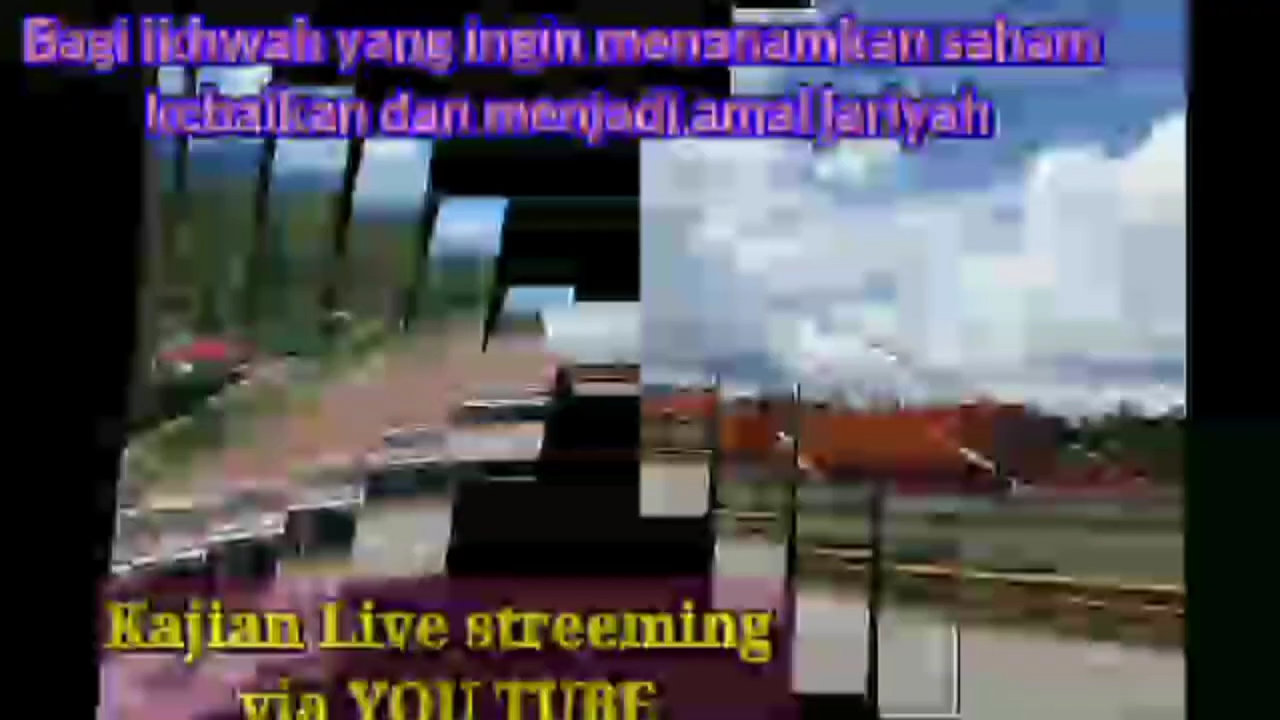 Bagi ikhwah yang ingin menanamkan saham
kebaikan dan menjadi amal jariyah
Kajian Live streeming
via YOU TUBE